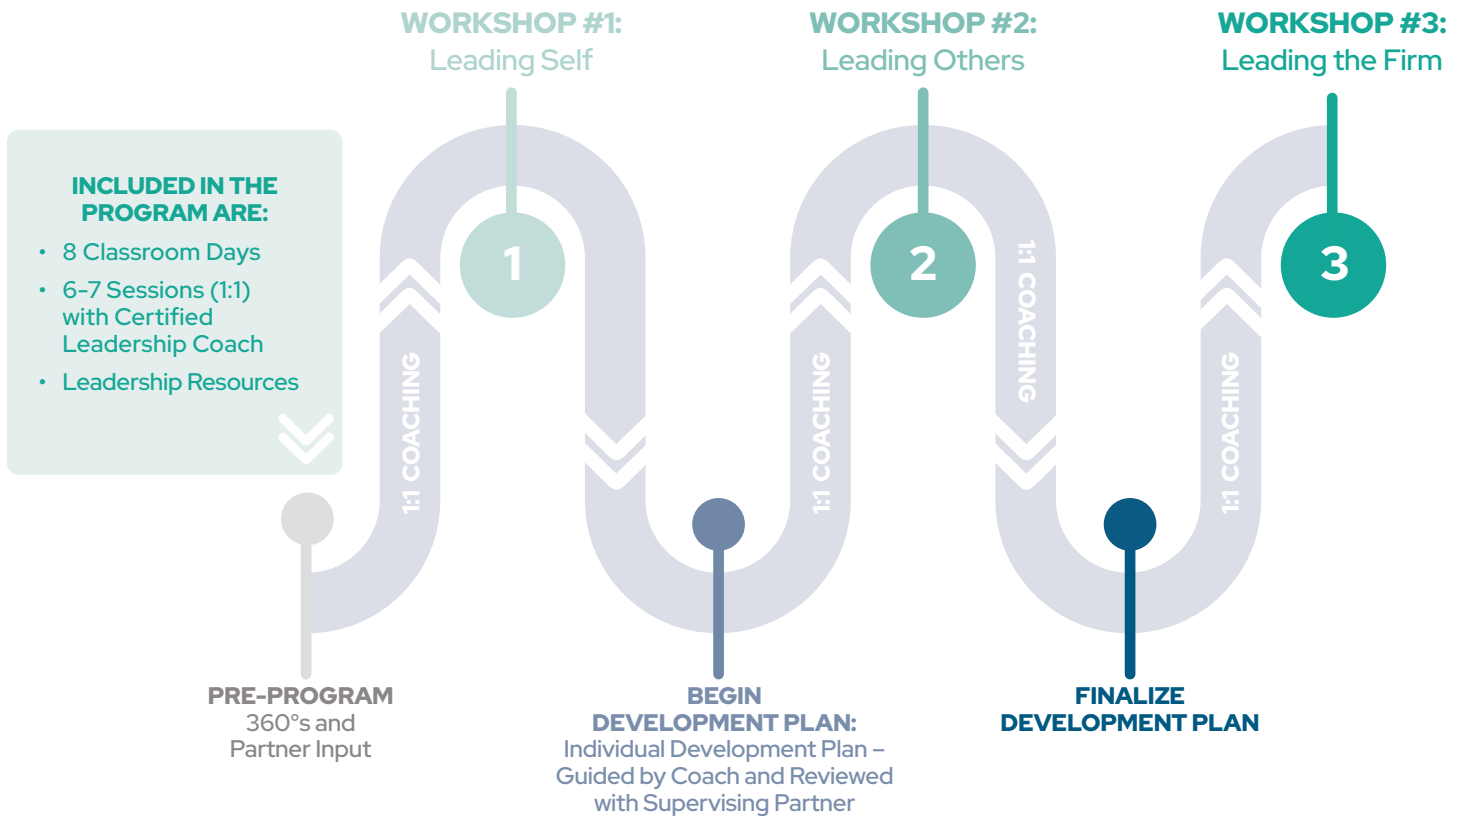 WORKSHOP #1:
Leading Self
WORKSHOP #2:
Leading Others
WORKSHOP #3:
Leading the Firm
INCLUDED IN THE
PROGRAM ARE:
• 8 Classroom Days
• 6-7 Sessions (1:1)
with Certified
Leadership Coach
• Leadership Resources
1:1 COACHING
1
1:1 COACHING
2
1:1 COACHING
1:1 COACHING
3
PRE-PROGRAM
360°s and
Partner Input
BEGIN
DEVELOPMENT PLAN:
Individual Development Plan –
Guided by Coach and Reviewed
with Supervising Partner
FINALIZE
DEVELOPMENT PLAN